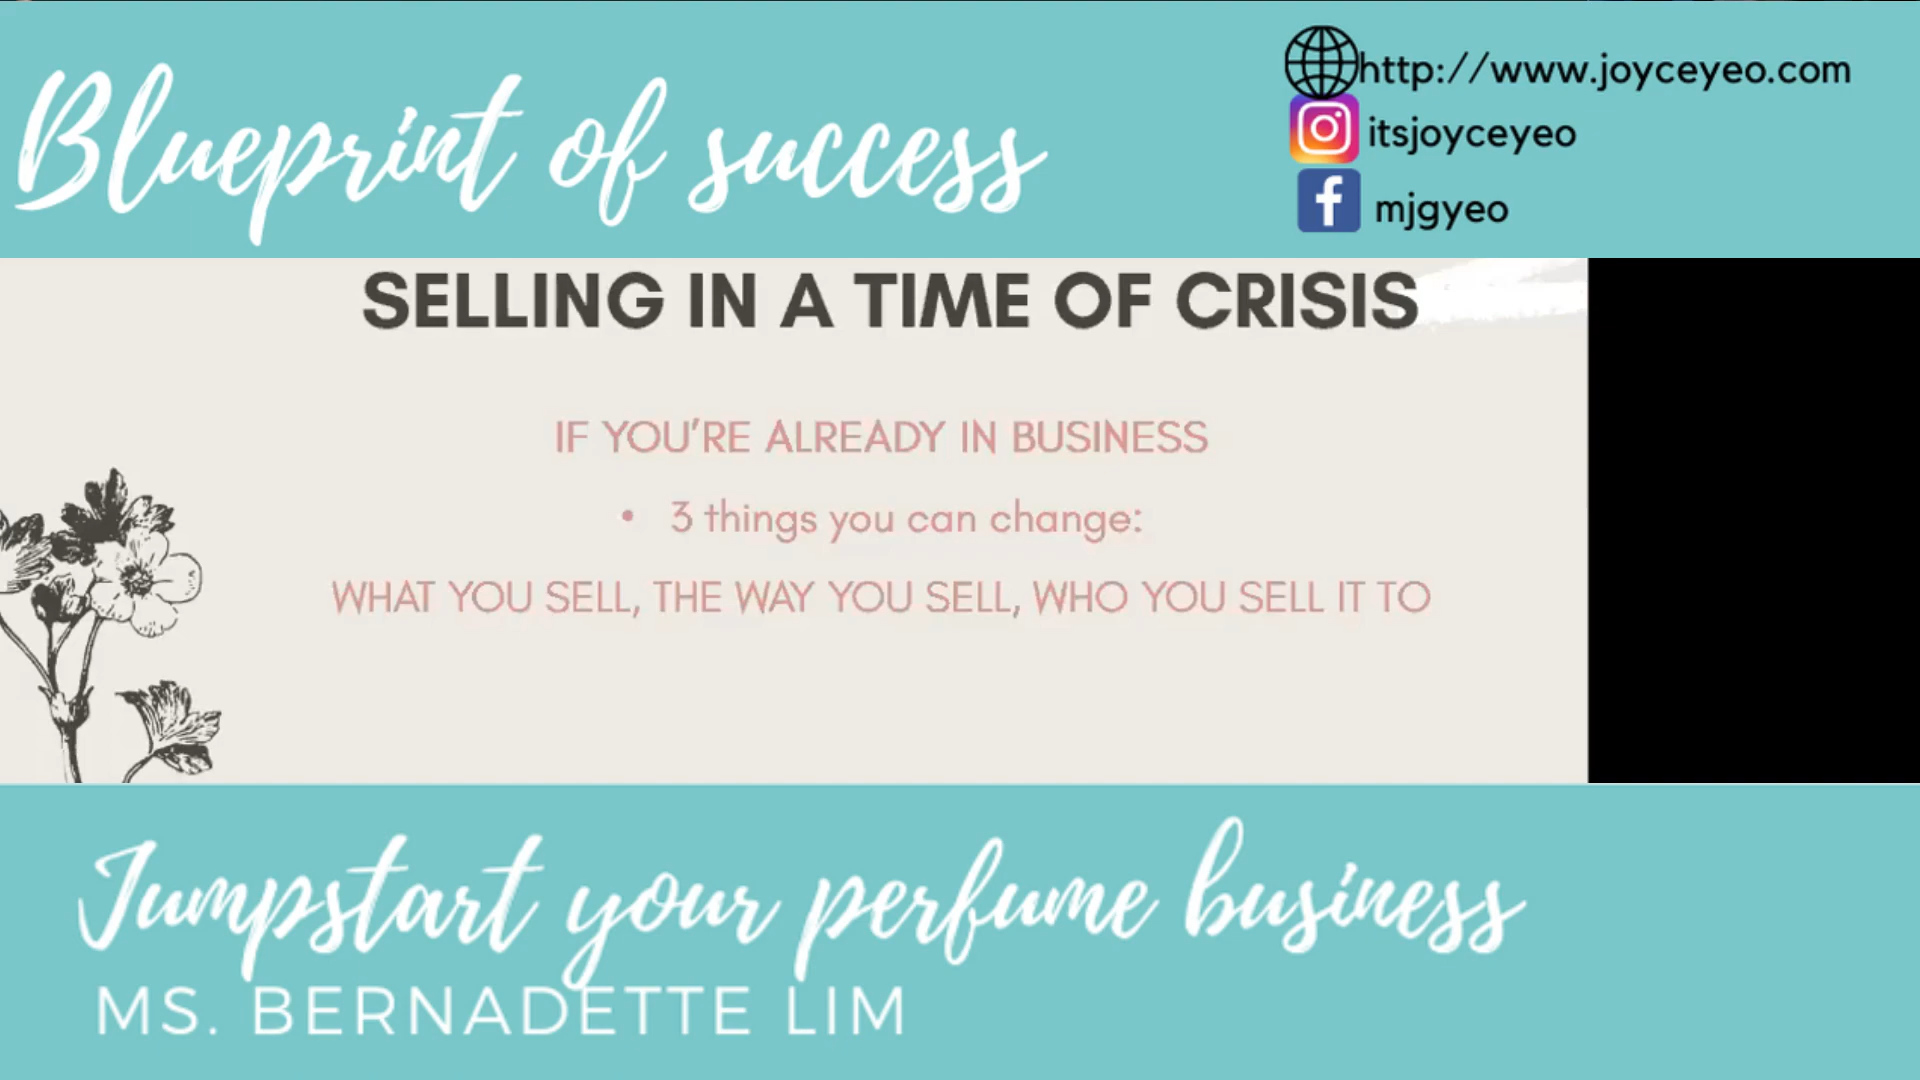 Blueprint of success
http://www.joyceyeo.com
itsjoyceyeo
mjgyeo
SELLING IN A TIME OF CRISIS
IF YOU'RE ALREADY IN BUSINESS
• 3 things you can change:
WHAT YOU SELL, THE WAY YOU SELL, WHO YOU SELL IT TO
Jumpstart your perfume business
MS. BERNADETTE LIM